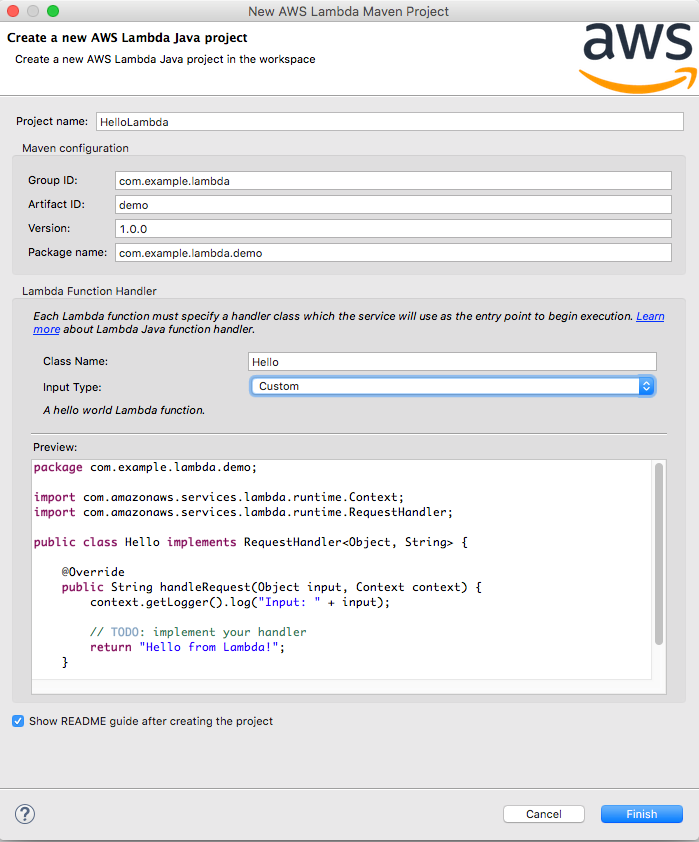 New AWS Lambda Maven Project
Create a new AWS Lambda Java project
Create a new AWS Lambda Java project in the workspace
aws
Project name: HelloLambda
Maven configuration
Group ID: com.example.lambda
Artifact ID: demo
Version: 1.0.0
Package name: com.example.lambda.demo
Lambda Function Handler
Each Lambda function must specify a handler class which the service will use as the entry point to begin execution. Learn
more about Lambda Java function handler.
Class Name: Hello
Input Type: Custom
A hello world Lambda function.
Preview:
package com.example.lambda.demo;
import com.amazonaws.services.lambda.runtime.Context;
import com.amazonaws.services.lambda.runtime.RequestHandler;
public class Hello implements RequestHandler<Object, String> {
@Override
public String handleRequest(Object input, Context context) {
context.getLogger().log("Input: " + input);
// TODO: implement your handler
return "Hello from Lambda!";
}
Show README guide after creating the project
?
Cancel Finish